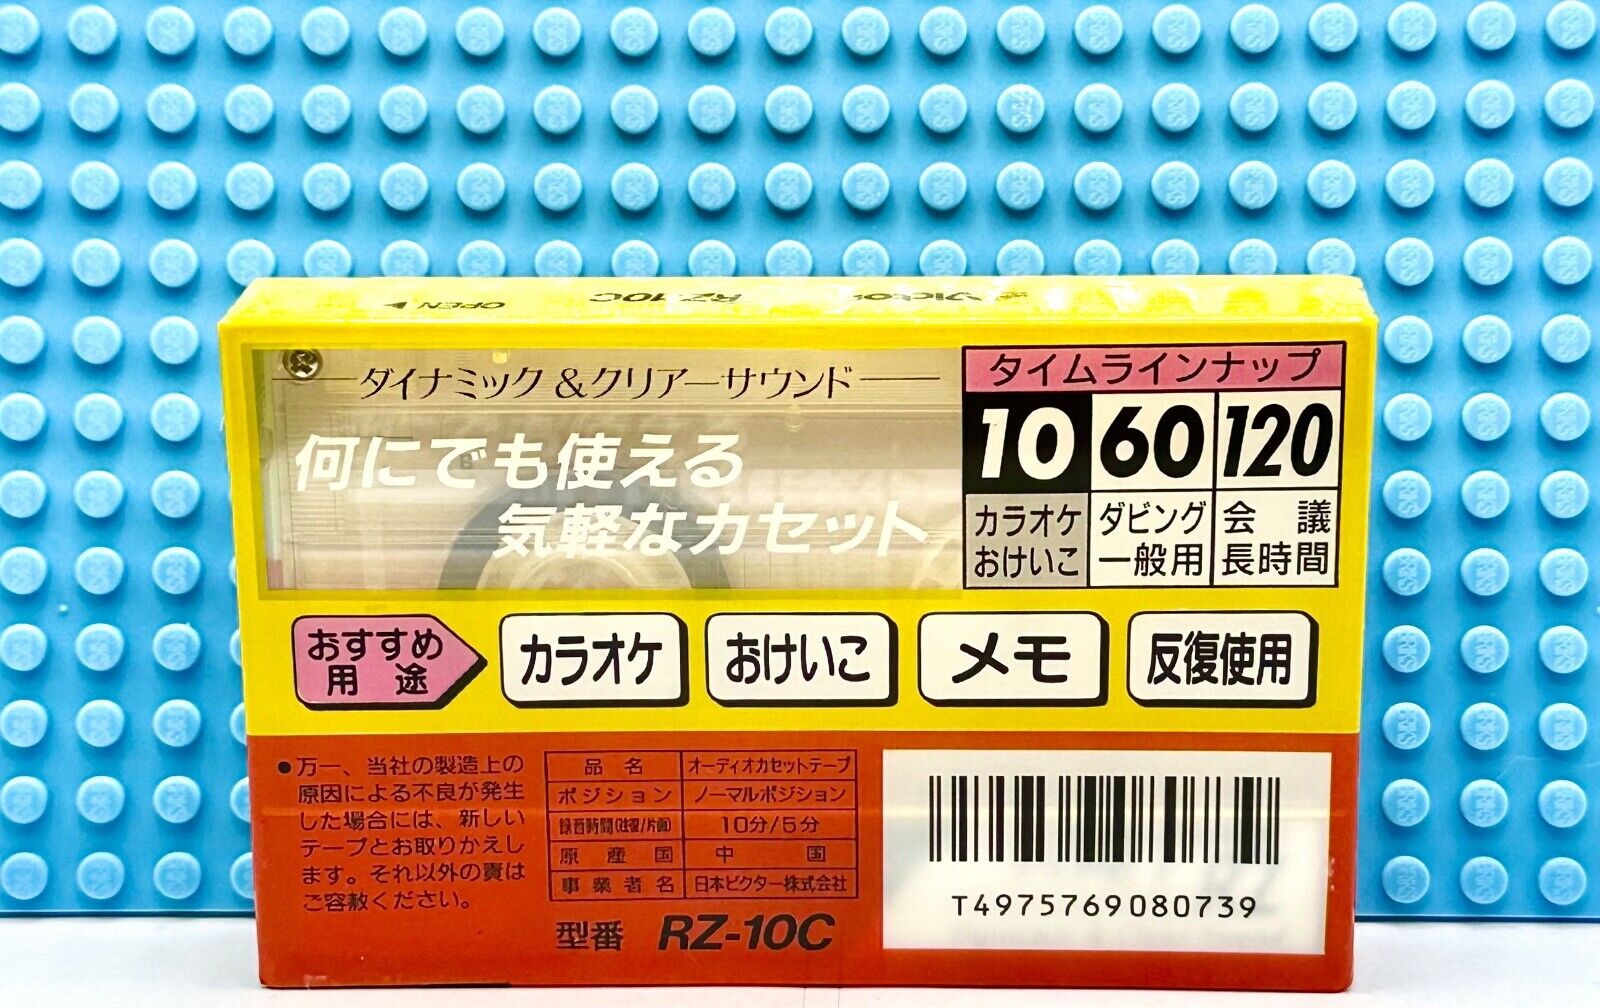 OPEN
RZ-10C
Victor
ダイナミック&クリアーサウンド
何にでも使える
気軽なカセット
タイムラインナップ
10 60 120
カラオケ ダビング 会議
おけいこ 一般用 長時間
おすすめ
用途
カラオケ おけいこ メモ 反復使用
●万一、当社の製造上の
原因による不良が発生
した場合には、新しい
テープとお取りかえし
ます。それ以外の責は
ご容赦ください。
品名 オーディオカセットテープ
ポジション ノーマルポジション
録音時間(往復/片面) 10分/5分
原産国 中国
事業者名 日本ビクター株式会社
型番 RZ-10C
T4975769080739